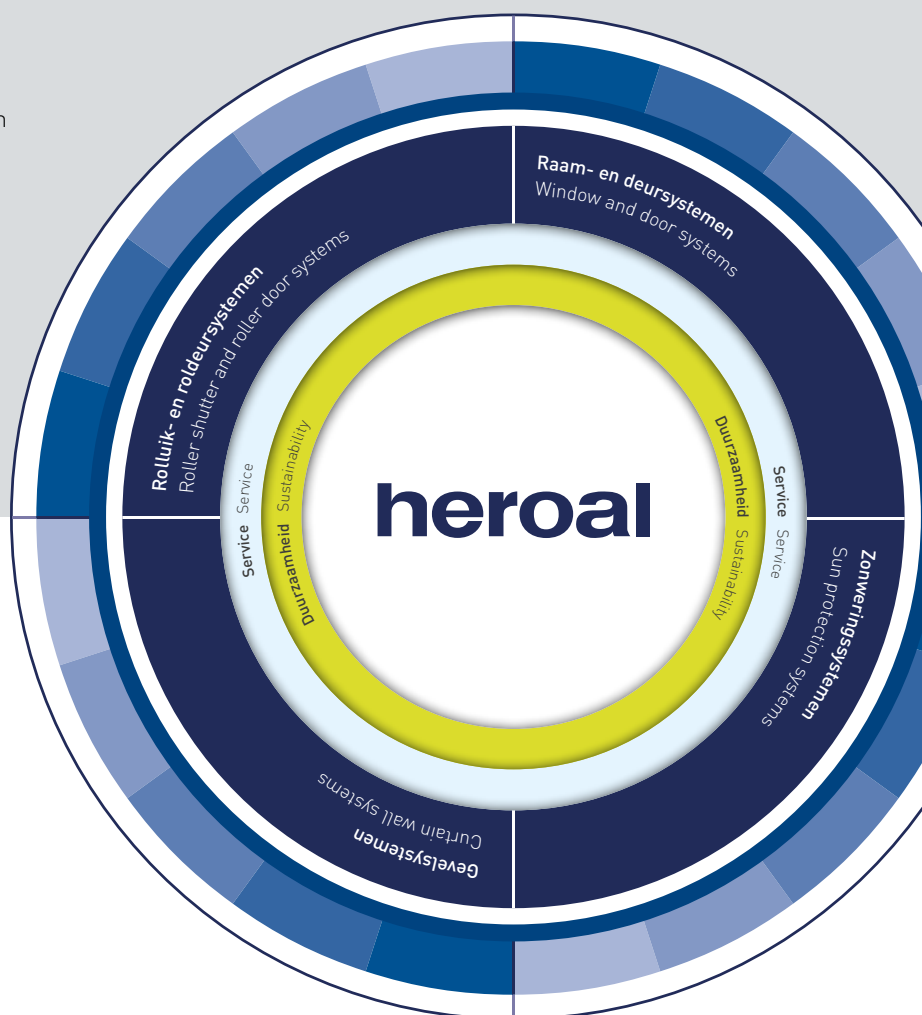 n
Raam- en deursystemen
Window and door systems
Rolluik- en roldeursystemen
Roller shutter and roller door systems
Service Service
Duurzaamheid Sustainability
heroal
Duurzaamheid Sustainability
Service Service
Zonweringssystemen
Sun protection systems
Gevelsystemen
Curtain wall systems